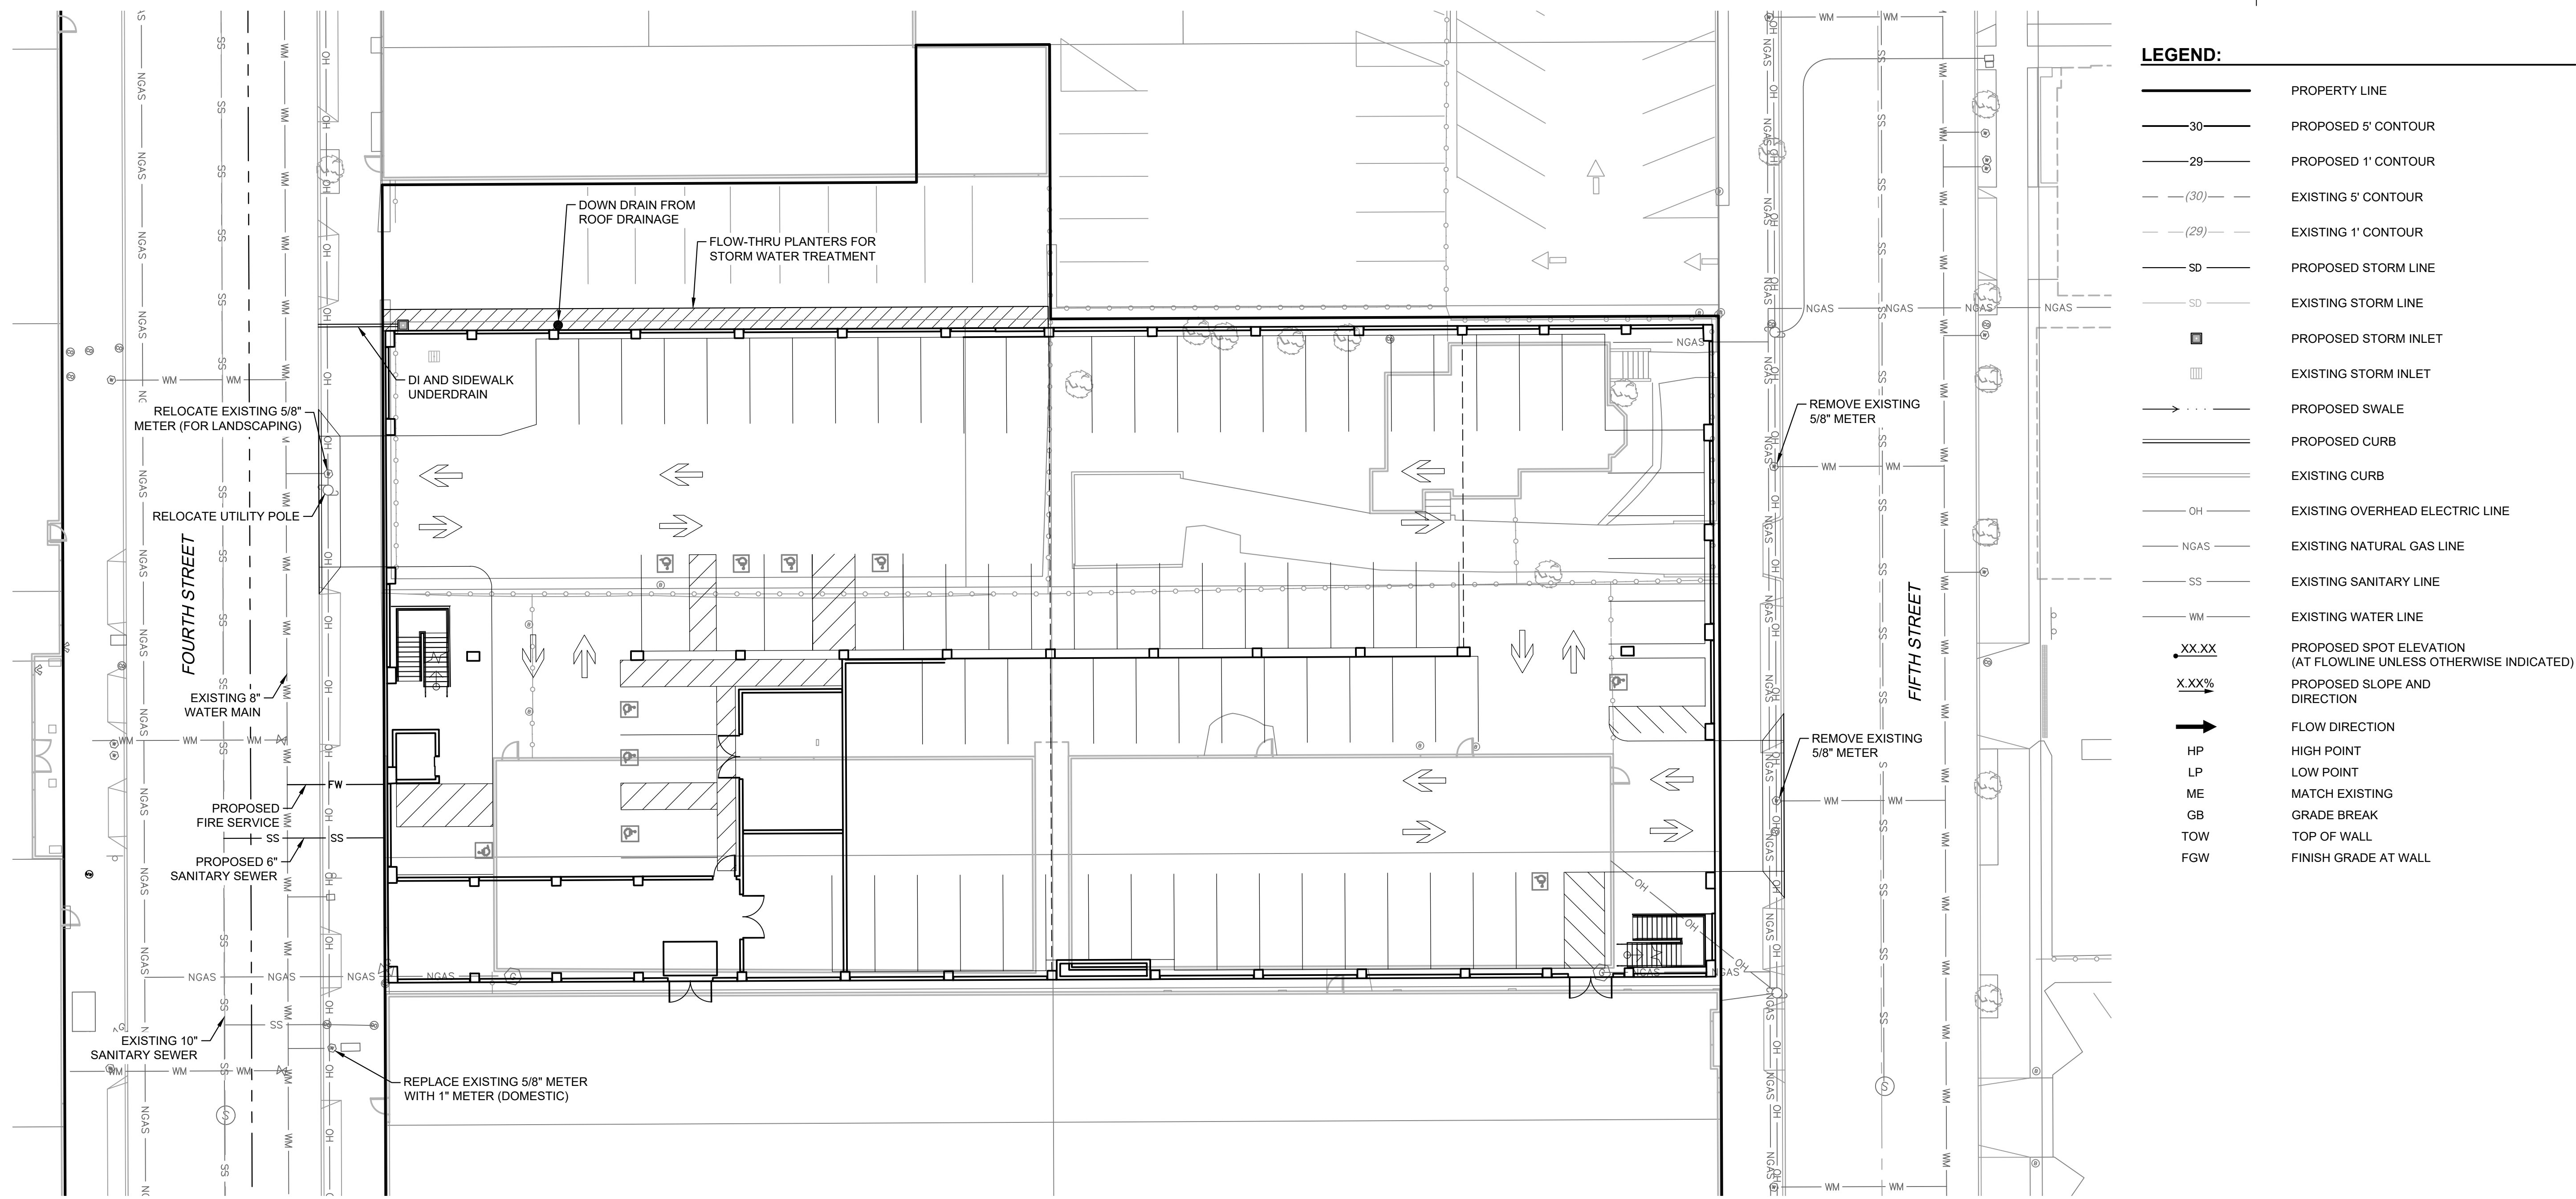 DOWN DRAIN FROM
ROOF DRAINAGE
FLOW-THRU PLANTERS FOR
STORM WATER TREATMENT
DI AND SIDEWALK
UNDERDRAIN
RELOCATE EXISTING 5/8"
METER (FOR LANDSCAPING)
RELOCATE UTILITY POLE
FOURTH STREET
EXISTING 8"
WATER MAIN
PROPOSED
FIRE SERVICE
FW
PROPOSED 6"
SANITARY SEWER
SS
SS
EXISTING 10"
SANITARY SEWER
REPLACE EXISTING 5/8" METER
WITH 1" METER (DOMESTIC)
REMOVE EXISTING
5/8" METER
FIFTH STREET
REMOVE EXISTING
5/8" METER
NGAS
OH
WM
SS
LEGEND:
PROPERTY LINE
30 PROPOSED 5' CONTOUR
29 PROPOSED 1' CONTOUR
(30) EXISTING 5' CONTOUR
(29) EXISTING 1' CONTOUR
SD PROPOSED STORM LINE
SD EXISTING STORM LINE
PROPOSED STORM INLET
EXISTING STORM INLET
PROPOSED SWALE
PROPOSED CURB
EXISTING CURB
OH EXISTING OVERHEAD ELECTRIC LINE
NGAS EXISTING NATURAL GAS LINE
SS EXISTING SANITARY LINE
WM EXISTING WATER LINE
XX.XX PROPOSED SPOT ELEVATION
(AT FLOWLINE UNLESS OTHERWISE INDICATED)
X.XX% PROPOSED SLOPE AND
DIRECTION
FLOW DIRECTION
HP HIGH POINT
LP LOW POINT
ME MATCH EXISTING
GB GRADE BREAK
TOW TOP OF WALL
FGW FINISH GRADE AT WALL